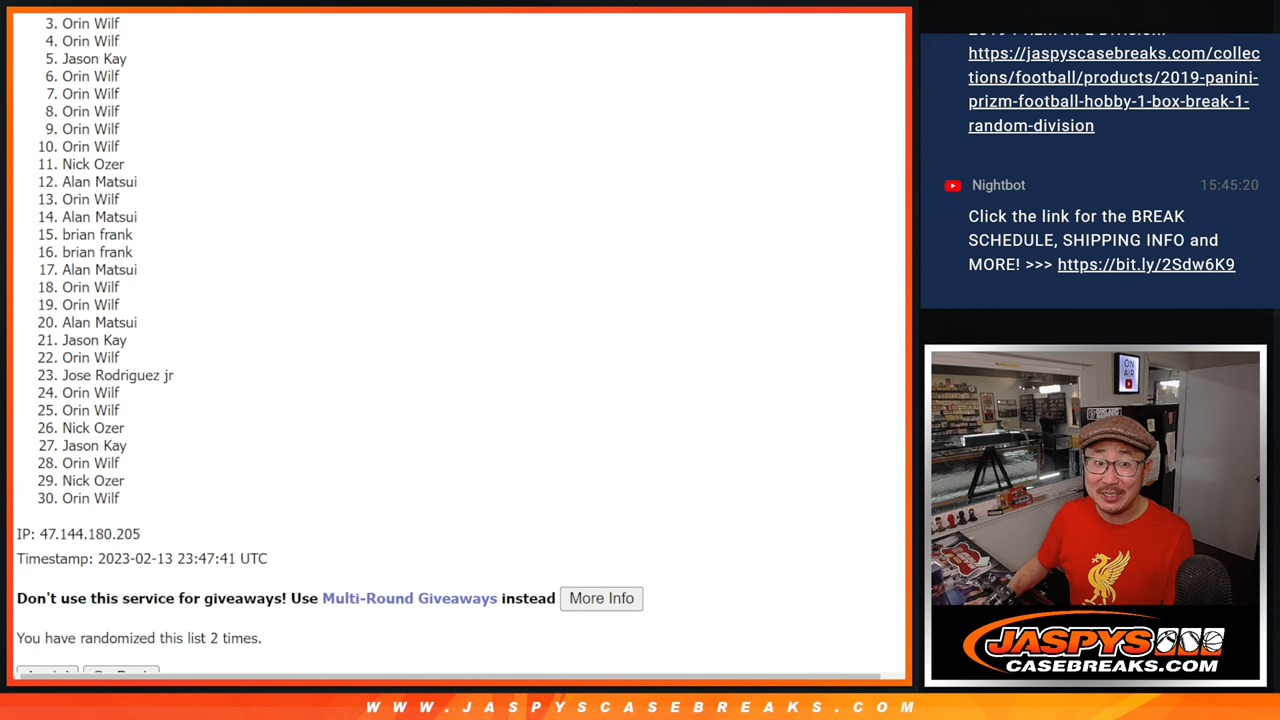 3. Orin Wilf
4. Orin Wilf
5. Jason Kay
6. Orin Wilf
7. Orin Wilf
8. Orin Wilf
9. Orin Wilf
10. Orin Wilf
11. Nick Ozer
12. Alan Matsui
13. Orin Wilf
14. Alan Matsui
15. brian frank
16. brian frank
17. Alan Matsui
18. Orin Wilf
19. Orin Wilf
20. Alan Matsui
21. Jason Kay
22. Orin Wilf
23. Jose Rodriguez jr
24. Orin Wilf
25. Orin Wilf
26. Nick Ozer
27. Jason Kay
28. Orin Wilf
29. Nick Ozer
30. Orin Wilf
IP: 47.144.180.205
Timestamp: 2023-02-13 23:47:41 UTC
Don't use this service for giveaways! Use Multi-Round Giveaways instead More Info
You have randomized this list 2 times.
https://jaspyscasebreaks.com/collec
tions/football/products/2019-panini-
prizm-football-hobby-1-box-break-1-
random-division
Nightbot 15:45:20
Click the link for the BREAK
SCHEDULE, SHIPPING INFO and
MORE! >>> https://bit.ly/2Sdw6K9
ON
AIR
JASPYS
CASEBREAKS.COM
WWW.JASPYSCASEBREAKS.COM